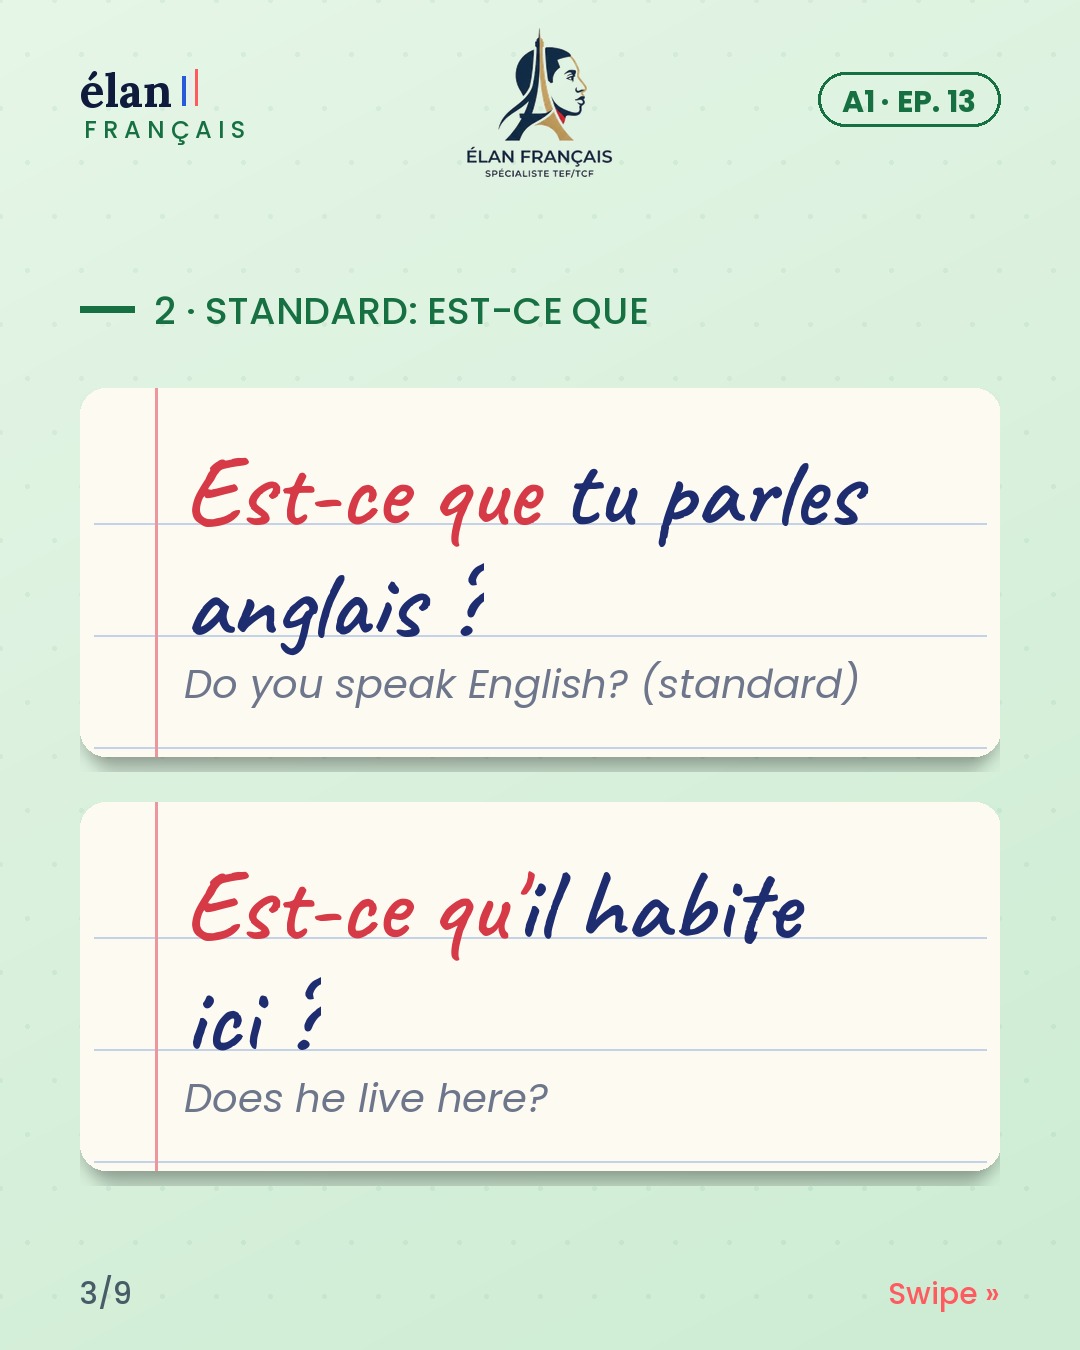 élan
FRANÇAIS
ÉLAN FRANÇAIS
SPÉCIALISTE TEF/TCF
A1 · EP. 13
2 · STANDARD: EST-CE QUE
Est-ce que tu parles
anglais ?
Do you speak English? (standard)
Est-ce qu'il habite
ici ?
Does he live here?
3/9
Swipe »